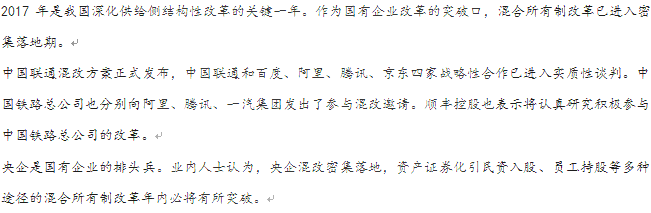 2017 年是我国深化供给侧结构性改革的关键一年。作为国有企业改革的突破口，混合所有制改革已进入密
集落地期。
中国联通混改方案正式发布，中国联通和百度、阿里、腾讯、京东四家战略性合作已进入实质性谈判。中
国铁路总公司也分别向阿里、腾讯、一汽集团发出了参与混改邀请。顺丰控股也表示将认真研究积极参与
中国铁路总公司的改革。
央企是国有企业的排头兵。业内人士认为，央企混改密集落地，资产证券化引民资入股、员工持股等多种
途径的混合所有制改革年内必将有所突破。